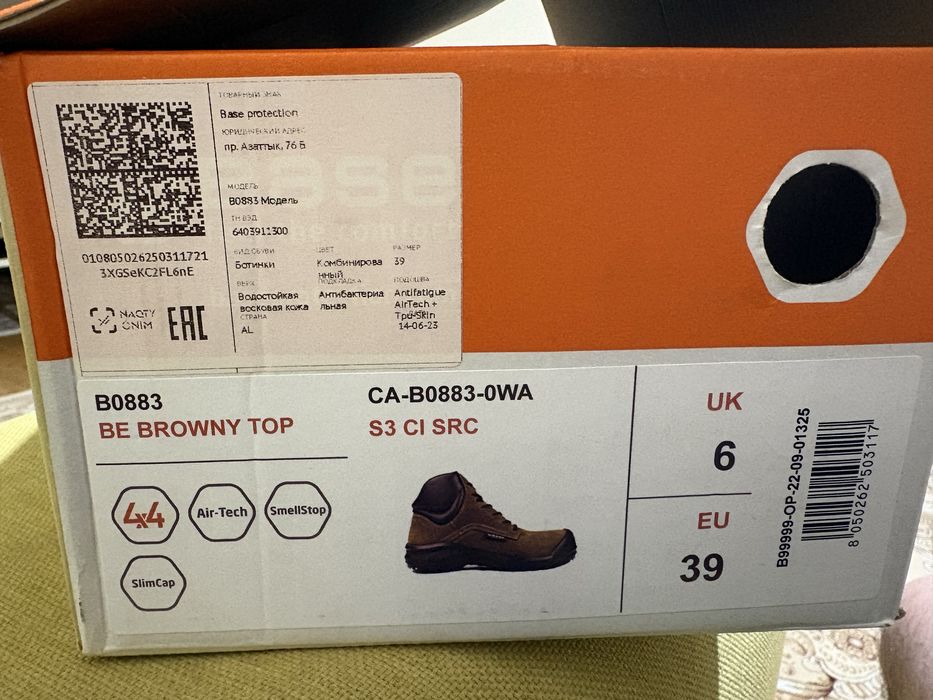 ТОВАРНЫЙ ЗНАК
Base protection
ЮРИДИЧЕСКИЙ АДРЕС
пр. Азаттык, 76 Б
МОДЕЛЬ
B0883 Модель
ТН ВЭД
6403911300
ВИД ОБУВИ
Ботинки
ЦВЕТ
Комбинирова
нный
РАЗМЕР
39
ВЕРХ
Водостойкая
восковая кожа
ПОДКЛАДКА
Антибактериа
льная
ПОДОШВА
Antifatigue
AirTech +
Tpu-Skin
14-06-23
СТРАНА
AL
010805026250311721
3XGSeKC2FL6nE
NAQTY
ÓNIM
EAC
B0883
BE BROWNY TOP
CA-B0883-0WA
S3 CI SRC
4x4
Air-Tech
SmellStop
SlimCap
UK
6
EU
39
B99999-OP-22-09-01325
8 050262 503117